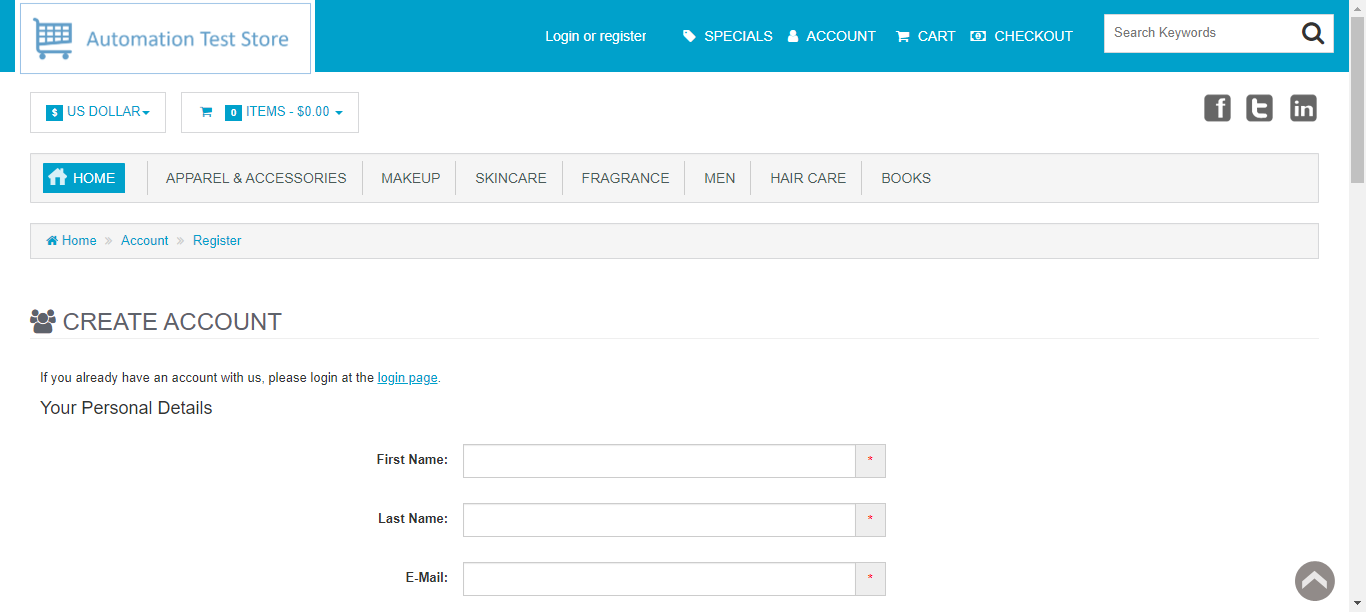 Automation Test Store
Login or register SPECIALS ACCOUNT CART CHECKOUT Search Keywords
$ US DOLLAR 0 ITEMS - $0.00
HOME APPAREL & ACCESSORIES MAKEUP SKINCARE FRAGRANCE MEN HAIR CARE BOOKS
Home » Account » Register
CREATE ACCOUNT
If you already have an account with us, please login at the login page.
Your Personal Details
First Name: *
Last Name: *
E-Mail: *